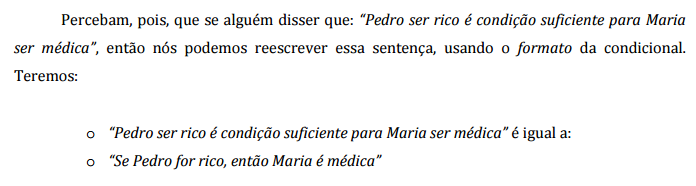 Percebam, pois, que se alguém disser que: “Pedro ser rico é condição suficiente para Maria
ser médica”, então nós podemos reescrever essa sentença, usando o formato da condicional.
Teremos:
o “Pedro ser rico é condição suficiente para Maria ser médica” é igual a:
o “Se Pedro for rico, então Maria é médica”